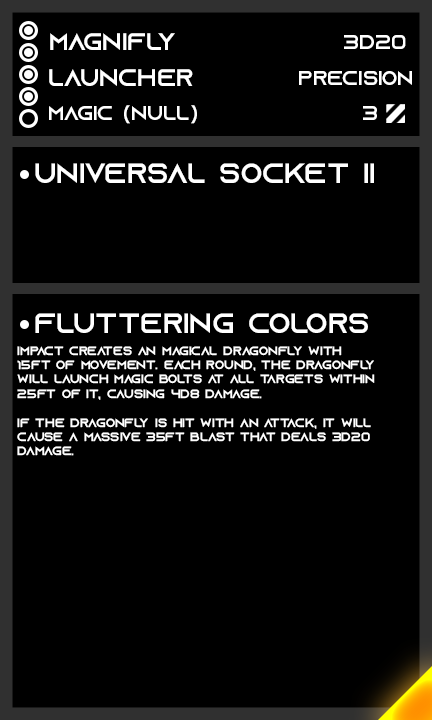 MAGNIFLY 3D20
LAUNCHER PRECISION
MAGIC (NULL) 3
•UNIVERSAL SOCKET II
•FLUTTERING COLORS
IMPACT CREATES AN MAGICAL DRAGONFLY WITH
15FT OF MOVEMENT. EACH ROUND, THE DRAGONFLY
WILL LAUNCH MAGIC BOLTS AT ALL TARGETS WITHIN
25FT OF IT, CAUSING 4D8 DAMAGE.
IF THE DRAGONFLY IS HIT WITH AN ATTACK, IT WILL
CAUSE A MASSIVE 35FT BLAST THAT DEALS 3D20
DAMAGE.